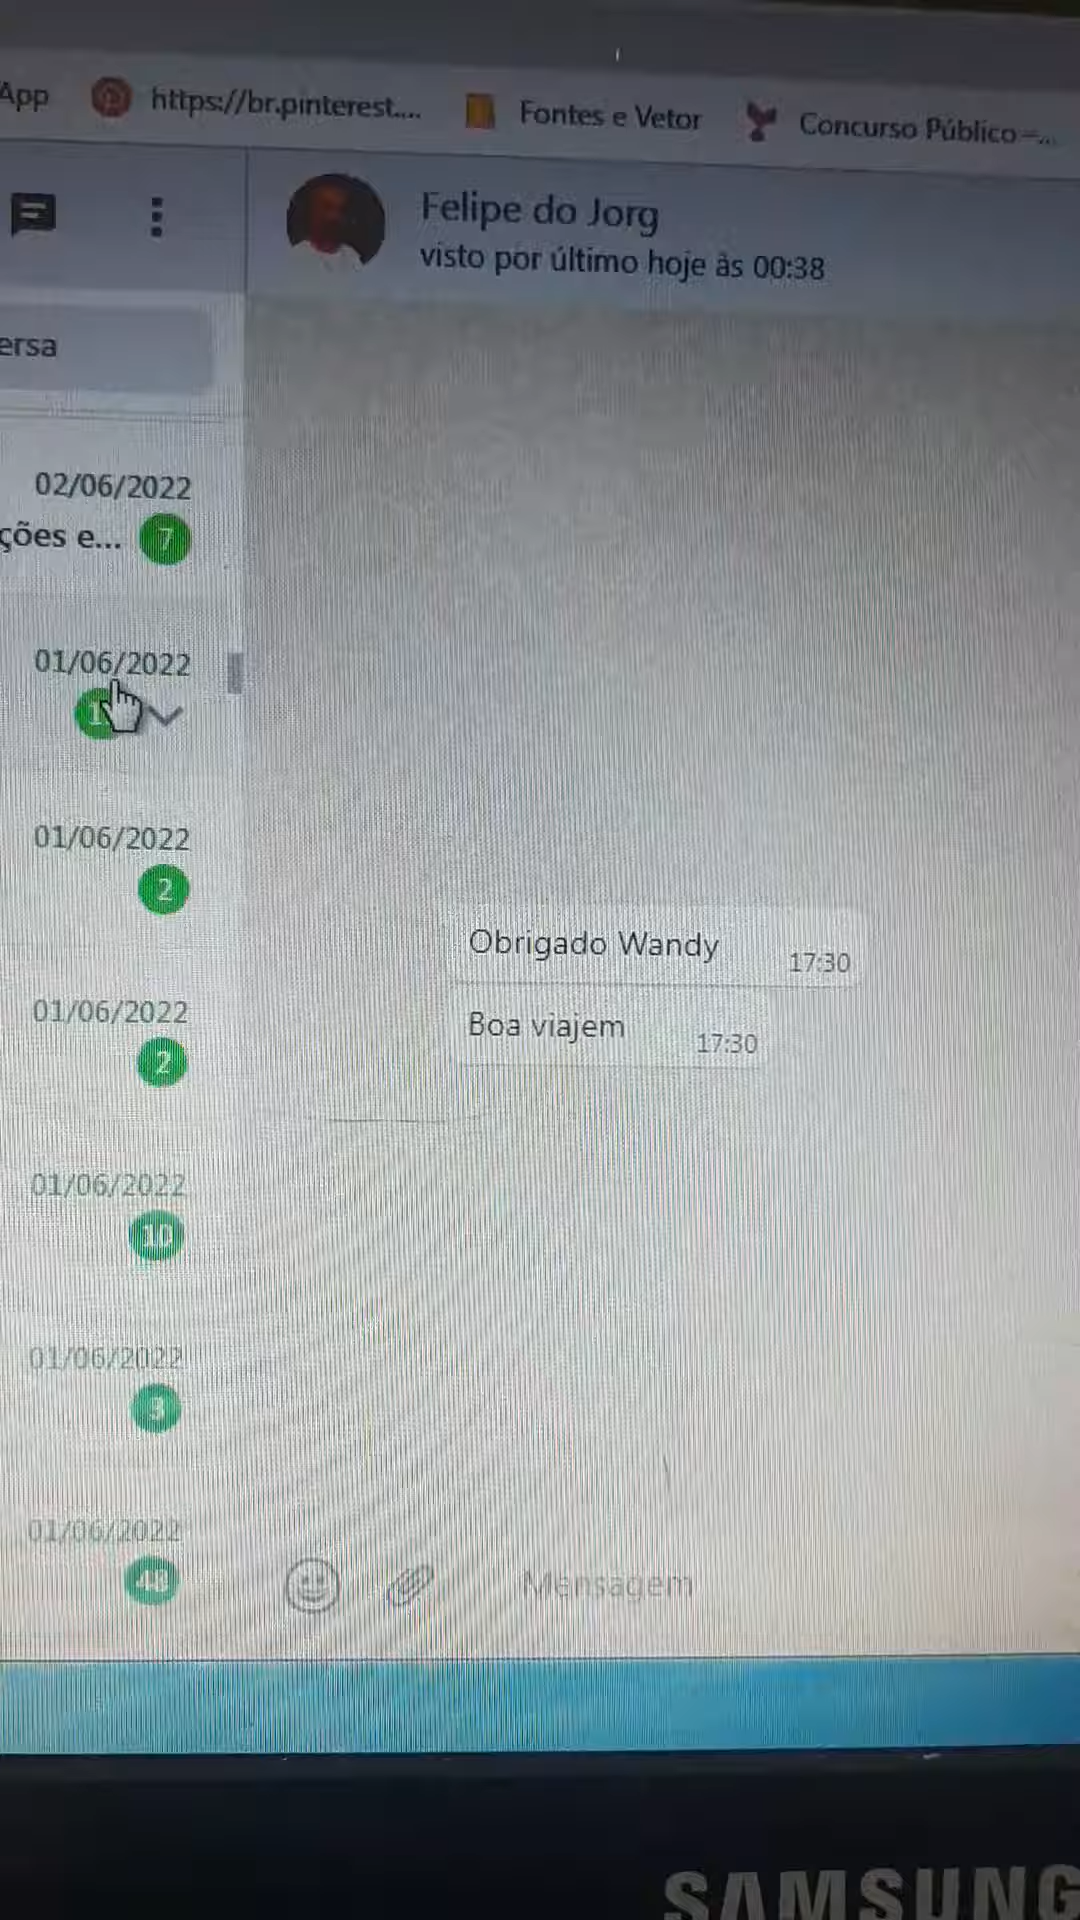 App
https://br.pinterest....
Fontes e Vetor
Concurso Público –...
Felipe do Jorg
visto por último hoje às 00:38
ersa
02/06/2022
ções e... 7
01/06/2022
01/06/2022
2
Obrigado Wandy 17:30
01/06/2022
Boa viajem 17:30
2
01/06/2022
10
01/06/2022
3
01/06/2022
48
Mensagem
SAMSUNG